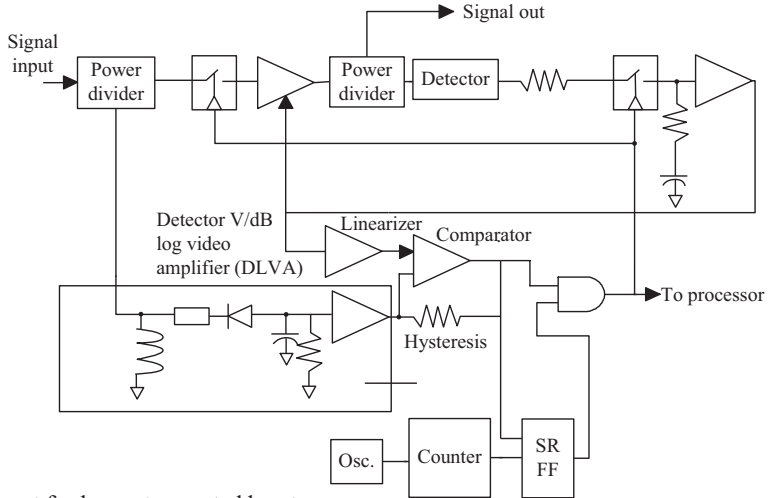 Signal out
Signal
input
Power
divider
Power
divider
Detector
Detector V/dB
log video
amplifier (DLVA)
Linearizer
Comparator
To processor
Hysteresis
Osc.
Counter
SR
FF